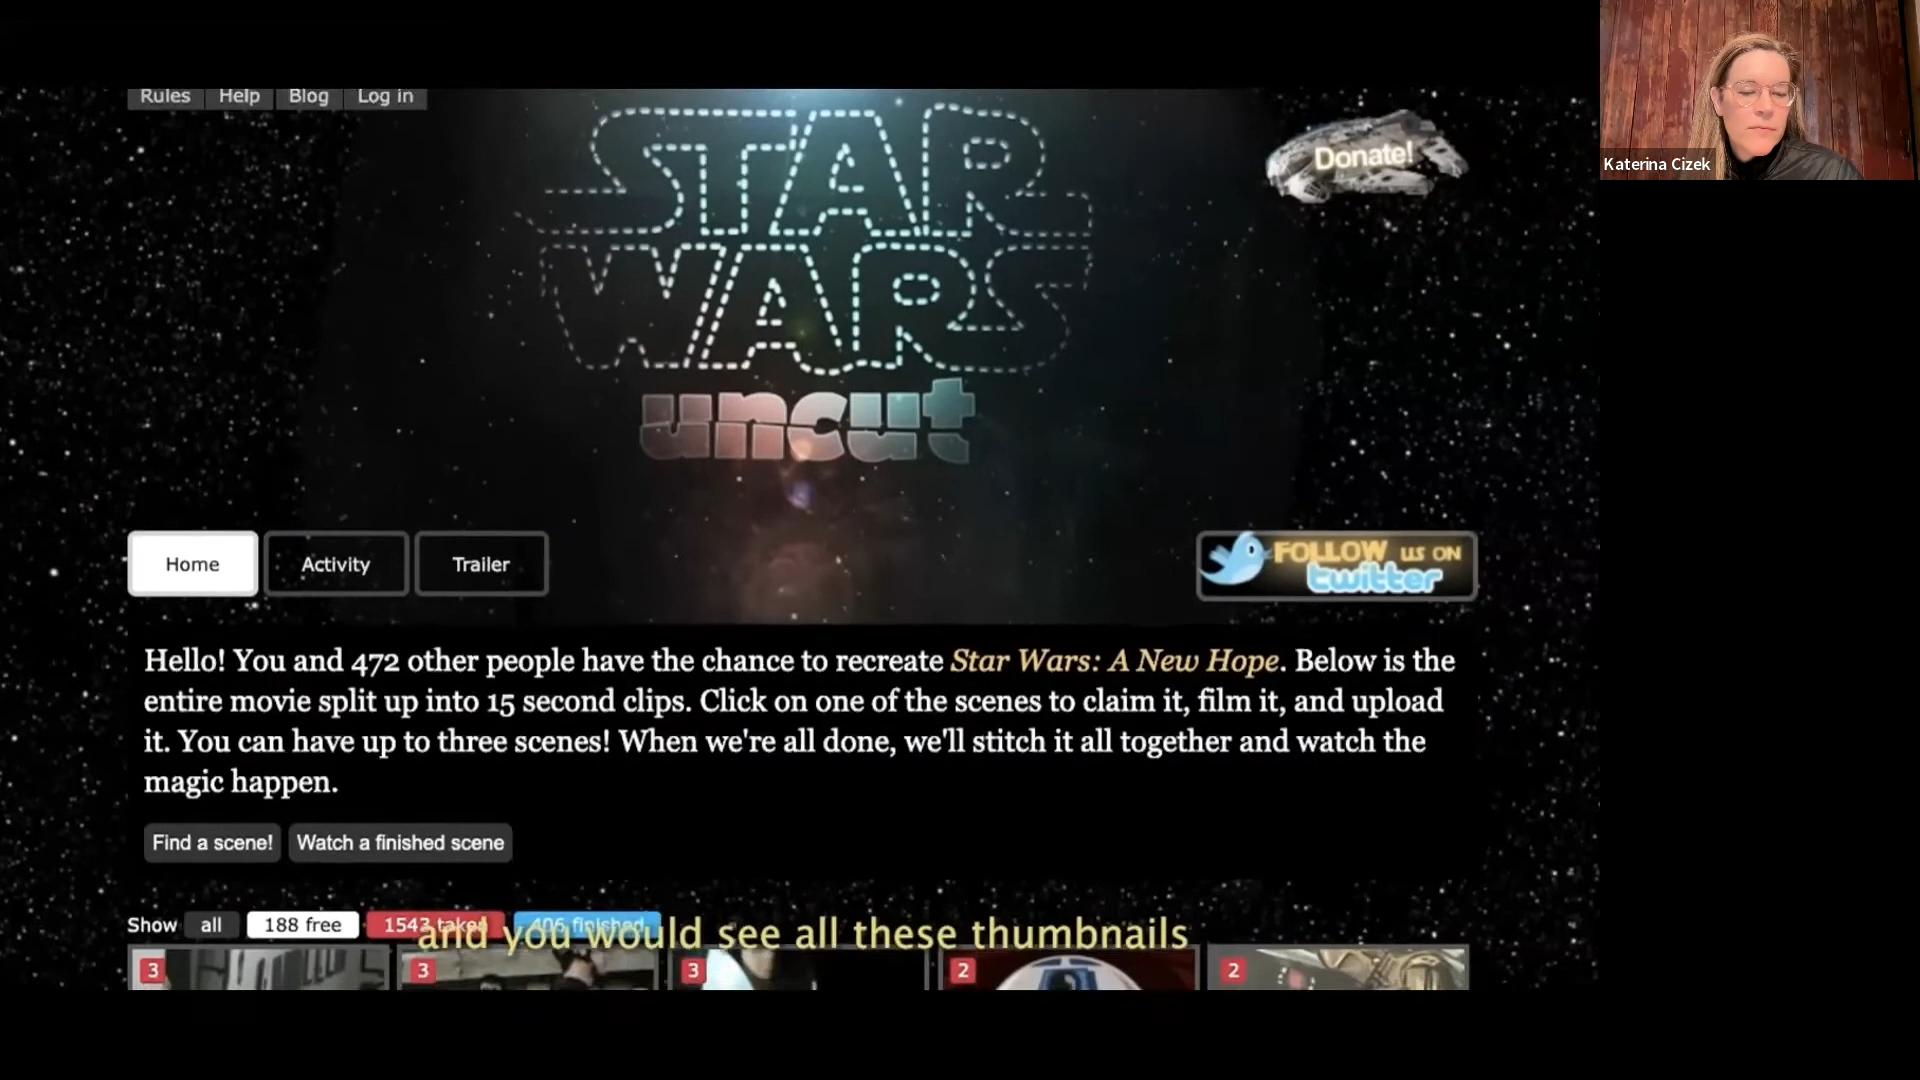 Rules Help Blog Log in
STAR
WARS
uncut
Donate!
Katerina Cizek
Home Activity Trailer
FOLLOW us on
twitter
Hello! You and 472 other people have the chance to recreate Star Wars: A New Hope. Below is the
entire movie split up into 15 second clips. Click on one of the scenes to claim it, film it, and upload
it. You can have up to three scenes! When we're all done, we'll stitch it all together and watch the
magic happen.
Find a scene! Watch a finished scene
Show all 188 free 1543 taken 406 finished
and you would see all these thumbnails
3 3 3 2 2